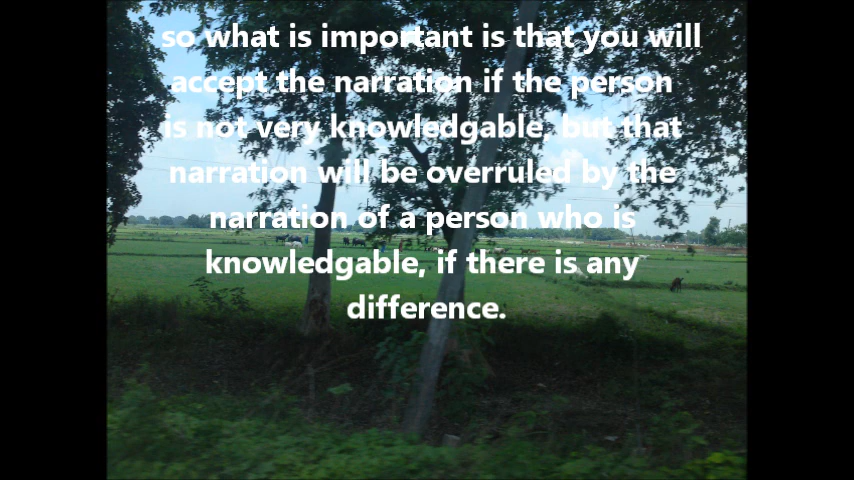 so what is important is that you will
accept the narration if the person
is not very knowledgable, but that
narration will be overruled by the
narration of a person who is
knowledgable, if there is any
difference.